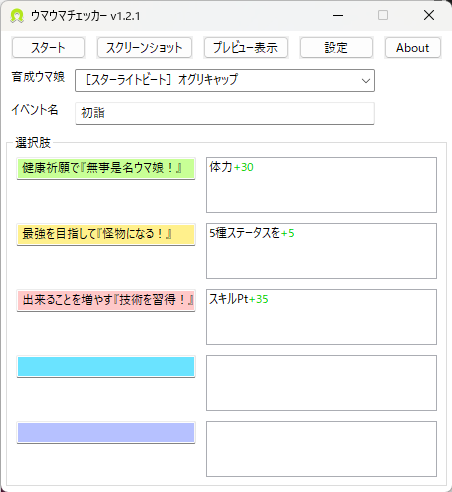 ウマウマチェッカー v1.2.1
スタート スクリーンショット プレビュー表示 設定 About
育成ウマ娘 [スターライトビート] オグリキャップ
イベント名 初詣
選択肢
健康祈願で『無事是名ウマ娘！』 体力+30
最強を目指して『怪物になる！』 5種ステータスを+5
出来ることを増やす『技術を習得！』 スキルPt+35